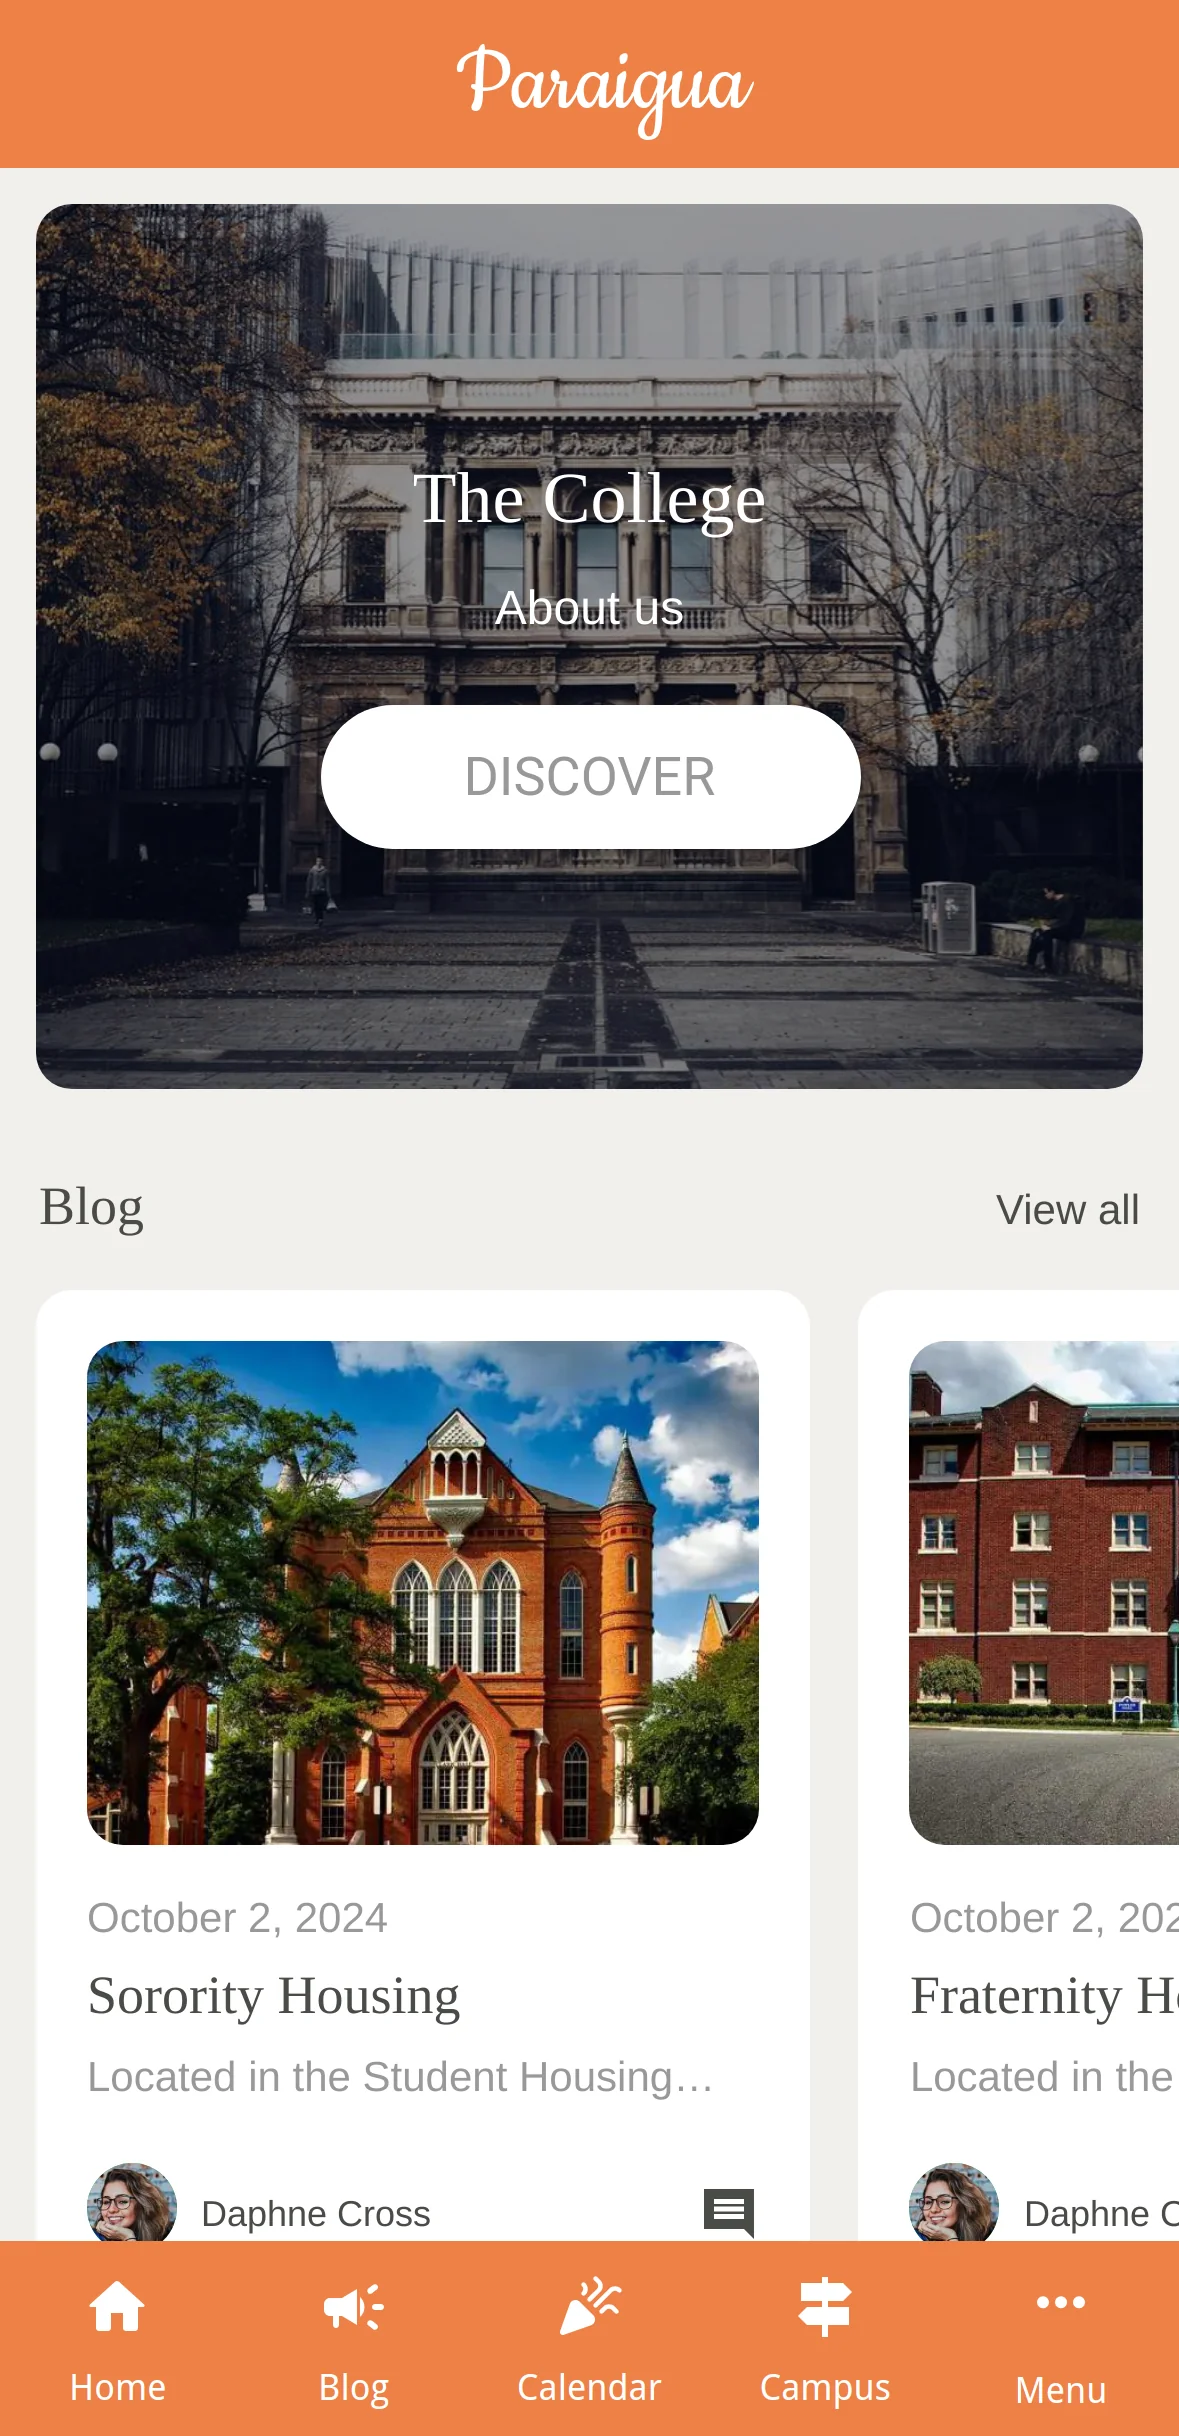 Paraigua
The College
About us
DISCOVER
Blog
View all
October 2, 2024
Sorority Housing
Located in the Student Housing...
Daphne Cross
October 2, 202
Fraternity H
Located in the
Daphne C
Home
Blog
Calendar
Campus
Menu